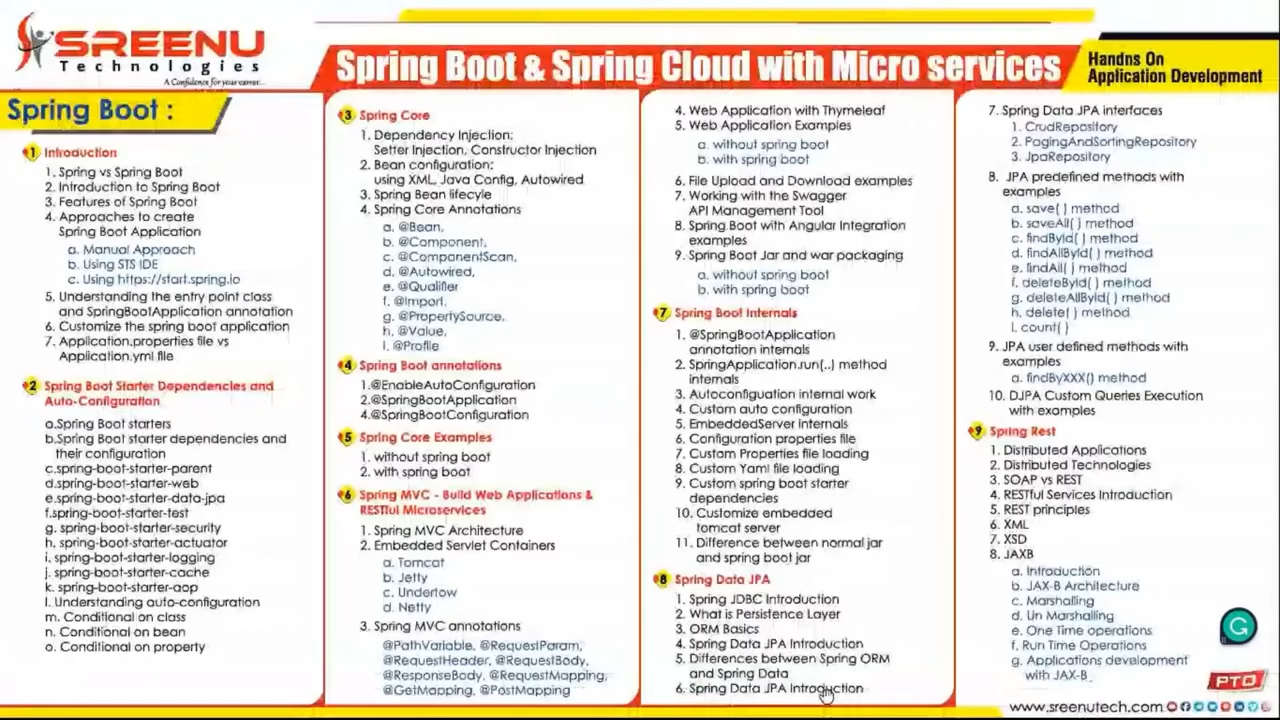 SREENU
Technologies
A Confidence for your career...
Spring Boot & Spring Cloud with Micro services
Handns On
Application Development
Spring Boot :
1 Introduction
1. Spring vs Spring Boot
2. Introduction to Spring Boot
3. Features of Spring Boot
4. Approaches to create
Spring Boot Application
a. Manual Approach
b. Using STS IDE
c. Using https://start.spring.io
5. Understanding the entry point class
and SpringBootApplication annotation
6. Customize the spring boot application
7. Application.properties file vs
Application.yml file
2 Spring Boot Starter Dependencies and
Auto-Configuration
a.Spring Boot starters
b.Spring Boot starter dependencies and
their configuration
c.spring-boot-starter-parent
d.spring-boot-starter-web
e.spring-boot-starter-data-jpa
f.spring-boot-starter-test
g. spring-boot-starter-security
h. spring-boot-starter-actuator
i. spring-boot-starter-logging
j. spring-boot-starter-cache
k. spring-boot-starter-aop
l. Understanding auto-configuration
m. Conditional on class
n. Conditional on bean
o. Conditional on property
3 Spring Core
1. Dependency Injection:
Setter Injection, Constructor Injection
2. Bean configuration:
using XML, Java Config, Autowired
3. Spring Bean lifecyle
4. Spring Core Annotations
a. @Bean,
b. @Component,
c. @ComponentScan,
d. @Autowired,
e. @Qualifier
f. @Import,
g. @PropertySource,
h. @Value,
I. @Profile
4 Spring Boot annotations
1.@EnableAutoConfiguration
2.@SpringBootApplication
4.@SpringBootConfiguration
5 Spring Core Examples
1. without spring boot
2. with spring boot
6 Spring MVC - Build Web Applications &
RESTful Microservices
1. Spring MVC Architecture
2. Embedded Servlet Containers
a. Tomcat
b. Jetty
c. Undertow
d. Netty
3. Spring MVC annotations
@PathVariable, @RequestParam,
@RequestHeader, @RequestBody,
@ResponseBody, @RequestMapping,
@GetMapping, @PostMapping
4. Web Application with Thymeleaf
5. Web Application Examples
a. without spring boot
b. with spring boot
6. File Upload and Download examples
7. Working with the Swagger
API Management Tool
8. Spring Boot with Angular Integration
examples
9. Spring Boot Jar and war packaging
a. without spring boot
b. with spring boot
7 Spring Boot Internals
1. @SpringBootApplication
annotation internals
2. SpringApplication.run(..) method
internals
3. Autoconfiguation internal work
4. Custom auto configuration
5. EmbeddedServer internals
6. Configuration properties file
7. Custom Properties file loading
8. Custom Yaml file loading
9. Custom spring boot starter
dependencies
10. Customize embedded
tomcat server
11. Difference between normal jar
and spring boot jar
8 Spring Data JPA
1. Spring JDBC Introduction
2. What is Persistence Layer
3. ORM Basics
4. Spring Data JPA Introduction
5. Differences between Spring ORM
and Spring Data
6. Spring Data JPA Introduction
7. Spring Data JPA interfaces
1. CrudRepository
2. PagingAndSortingRepository
3. JpaRepository
8. JPA predefined methods with
examples
a. save( ) method
b. saveAll( ) method
c. findById( ) method
d. findAllById( ) method
e. findAll( ) method
f. deleteById( ) method
g. deleteAllById( ) method
h. delete( ) method
I. count( )
9. JPA user defined methods with
examples
a. findByXXX() method
10. DJPA Custom Queries Execution
with examples
9 Spring Rest
1. Distributed Applications
2. Distributed Technologies
3. SOAP vs REST
4. RESTful Services Introduction
5. REST principles
6. XML
7. XSD
8. JAXB
a. Introduction
b. JAX-B Architecture
c. Marshalling
d. Un Marshalling
e. One Time operations
f. Run Time Operations
g. Applications development
with JAX-B_
G
PTO
www.sreenutech.com